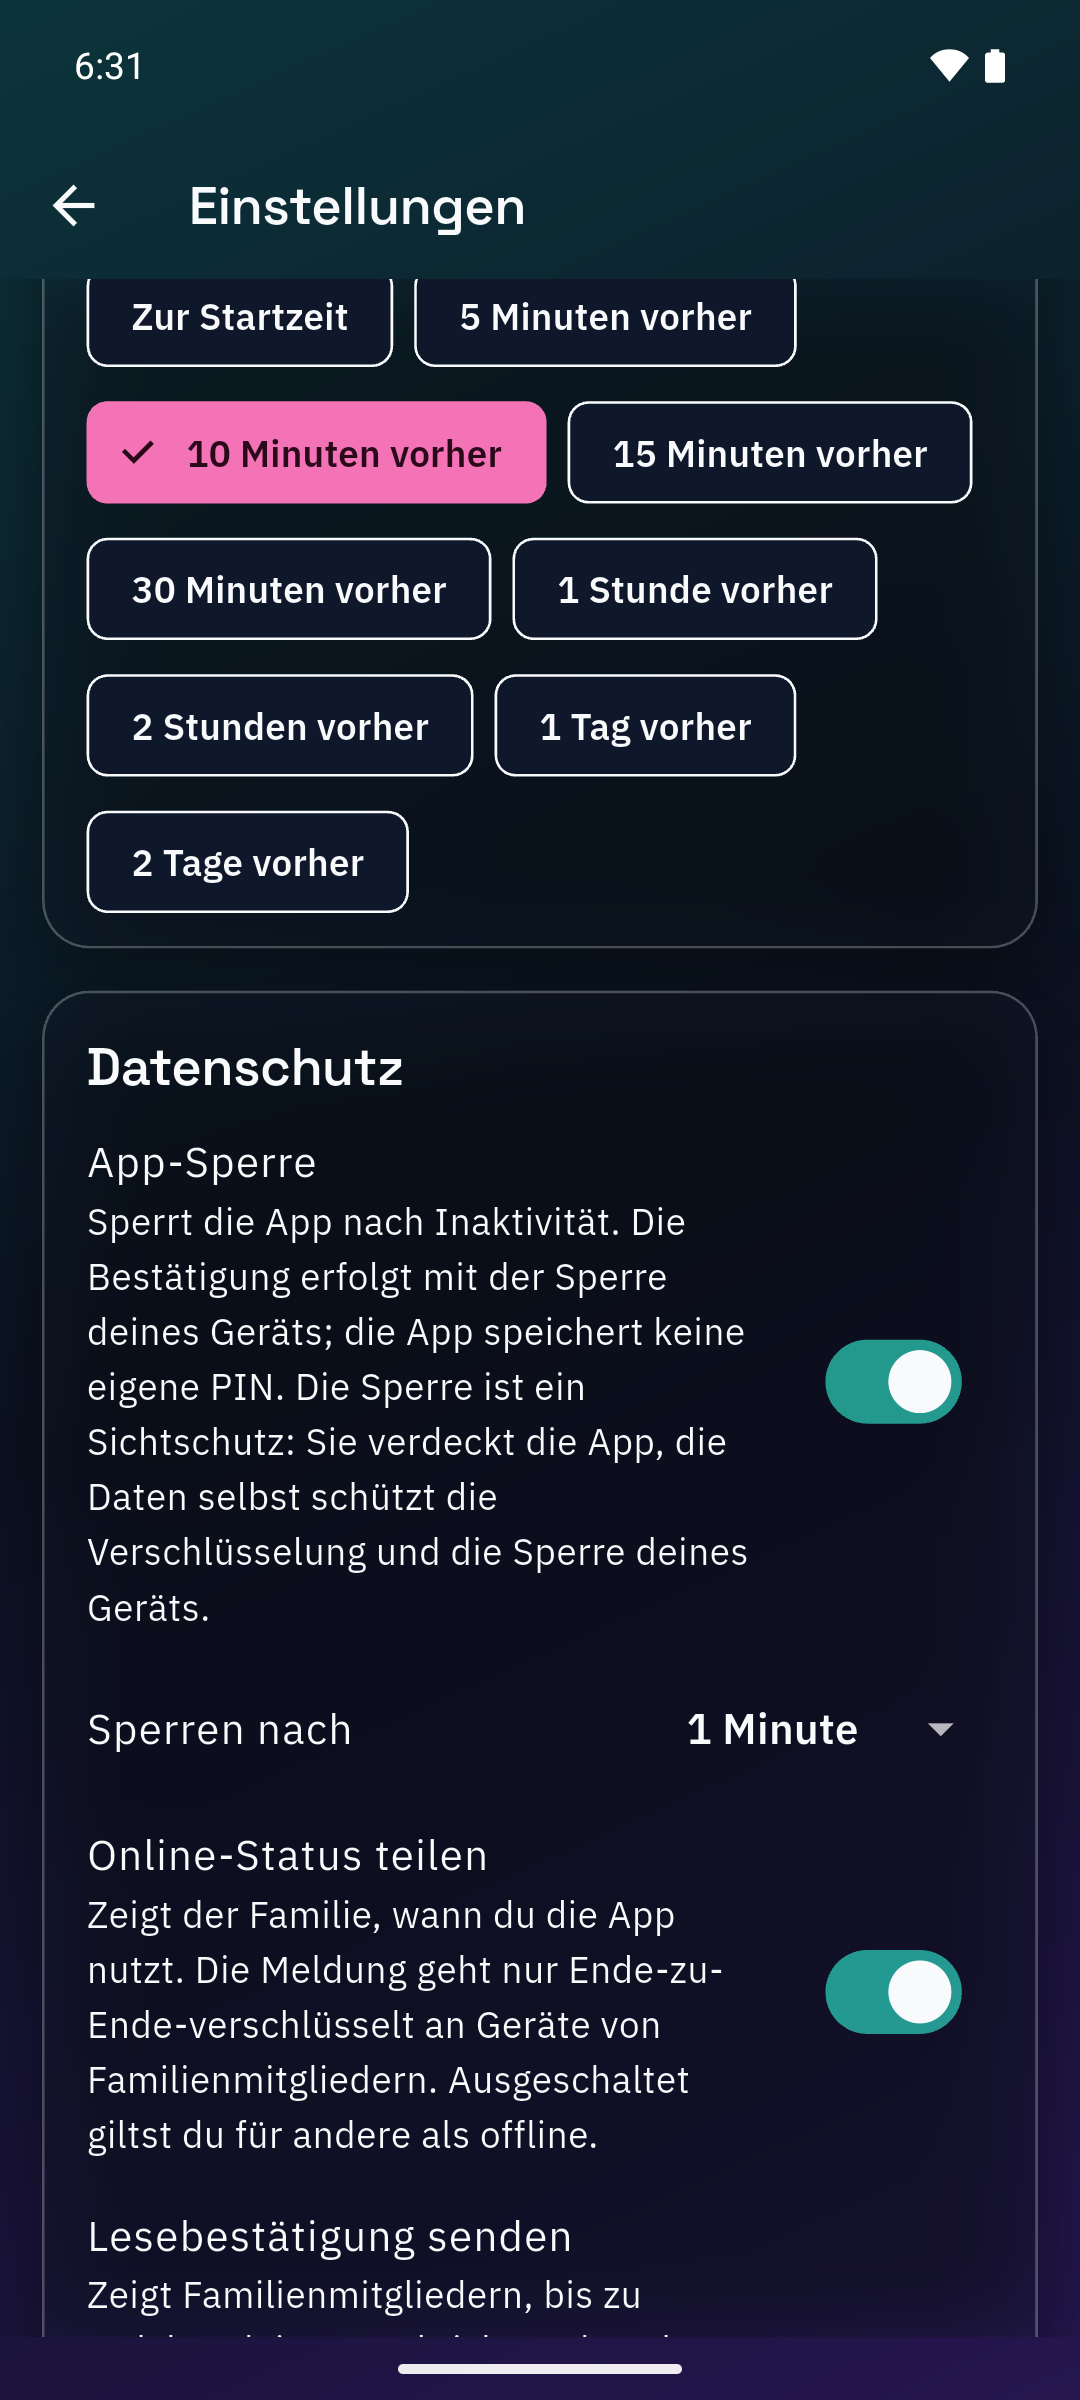 6:31
Einstellungen
Zur Startzeit
5 Minuten vorher
10 Minuten vorher
15 Minuten vorher
30 Minuten vorher
1 Stunde vorher
2 Stunden vorher
1 Tag vorher
2 Tage vorher
Datenschutz
App-Sperre
Sperrt die App nach Inaktivität. Die
Bestätigung erfolgt mit der Sperre
deines Geräts; die App speichert keine
eigene PIN. Die Sperre ist ein
Sichtschutz: Sie verdeckt die App, die
Daten selbst schützt die
Verschlüsselung und die Sperre deines
Geräts.
Sperren nach
1 Minute
Online-Status teilen
Zeigt der Familie, wann du die App
nutzt. Die Meldung geht nur Ende-zu-
Ende-verschlüsselt an Geräte von
Familienmitgliedern. Ausgeschaltet
giltst du für andere als offline.
Lesebestätigung senden
Zeigt Familienmitgliedern, bis zu